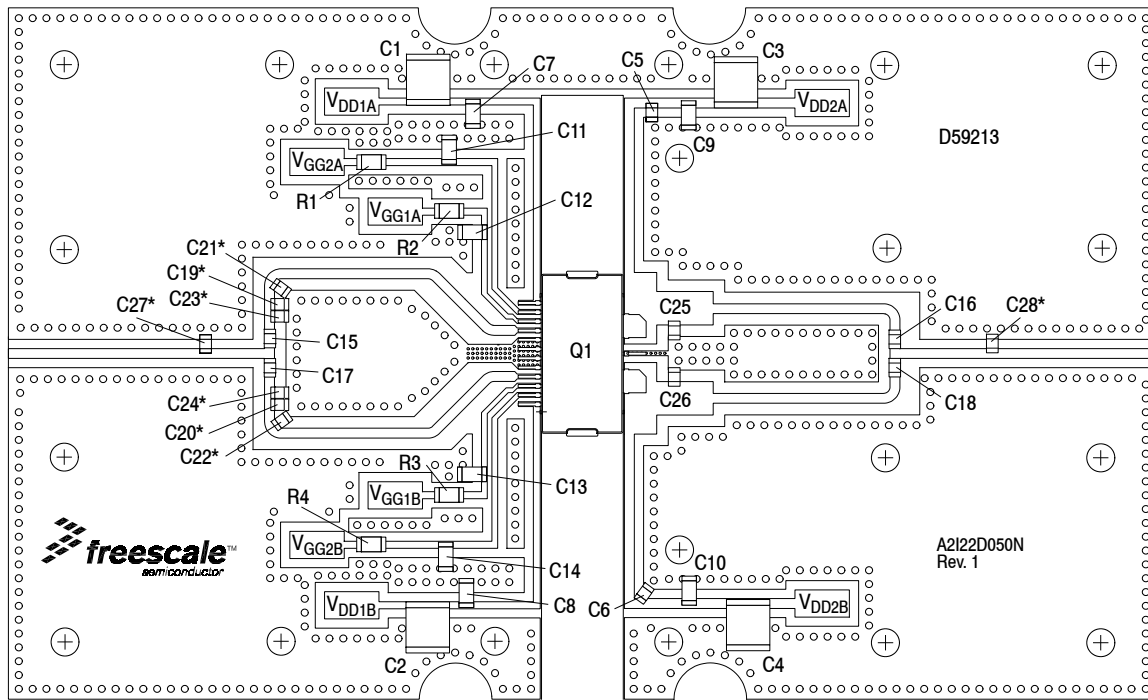 C1
C3
C7
C5
VDD1A
VDD2A
C11
C9
D59213
VGG2A
R1
C12
VGG1A
R2
C21*
C19*
C23*
C27*
C25
C16
C28*
C15
Q1
C17
C24*
C26
C18
C20*
C22*
R3
C13
VGG1B
R4
freescale™
semiconductor
VGG2B
A2I22D050N
Rev. 1
C14
C10
C8
C6
VDD1B
VDD2B
C2
C4